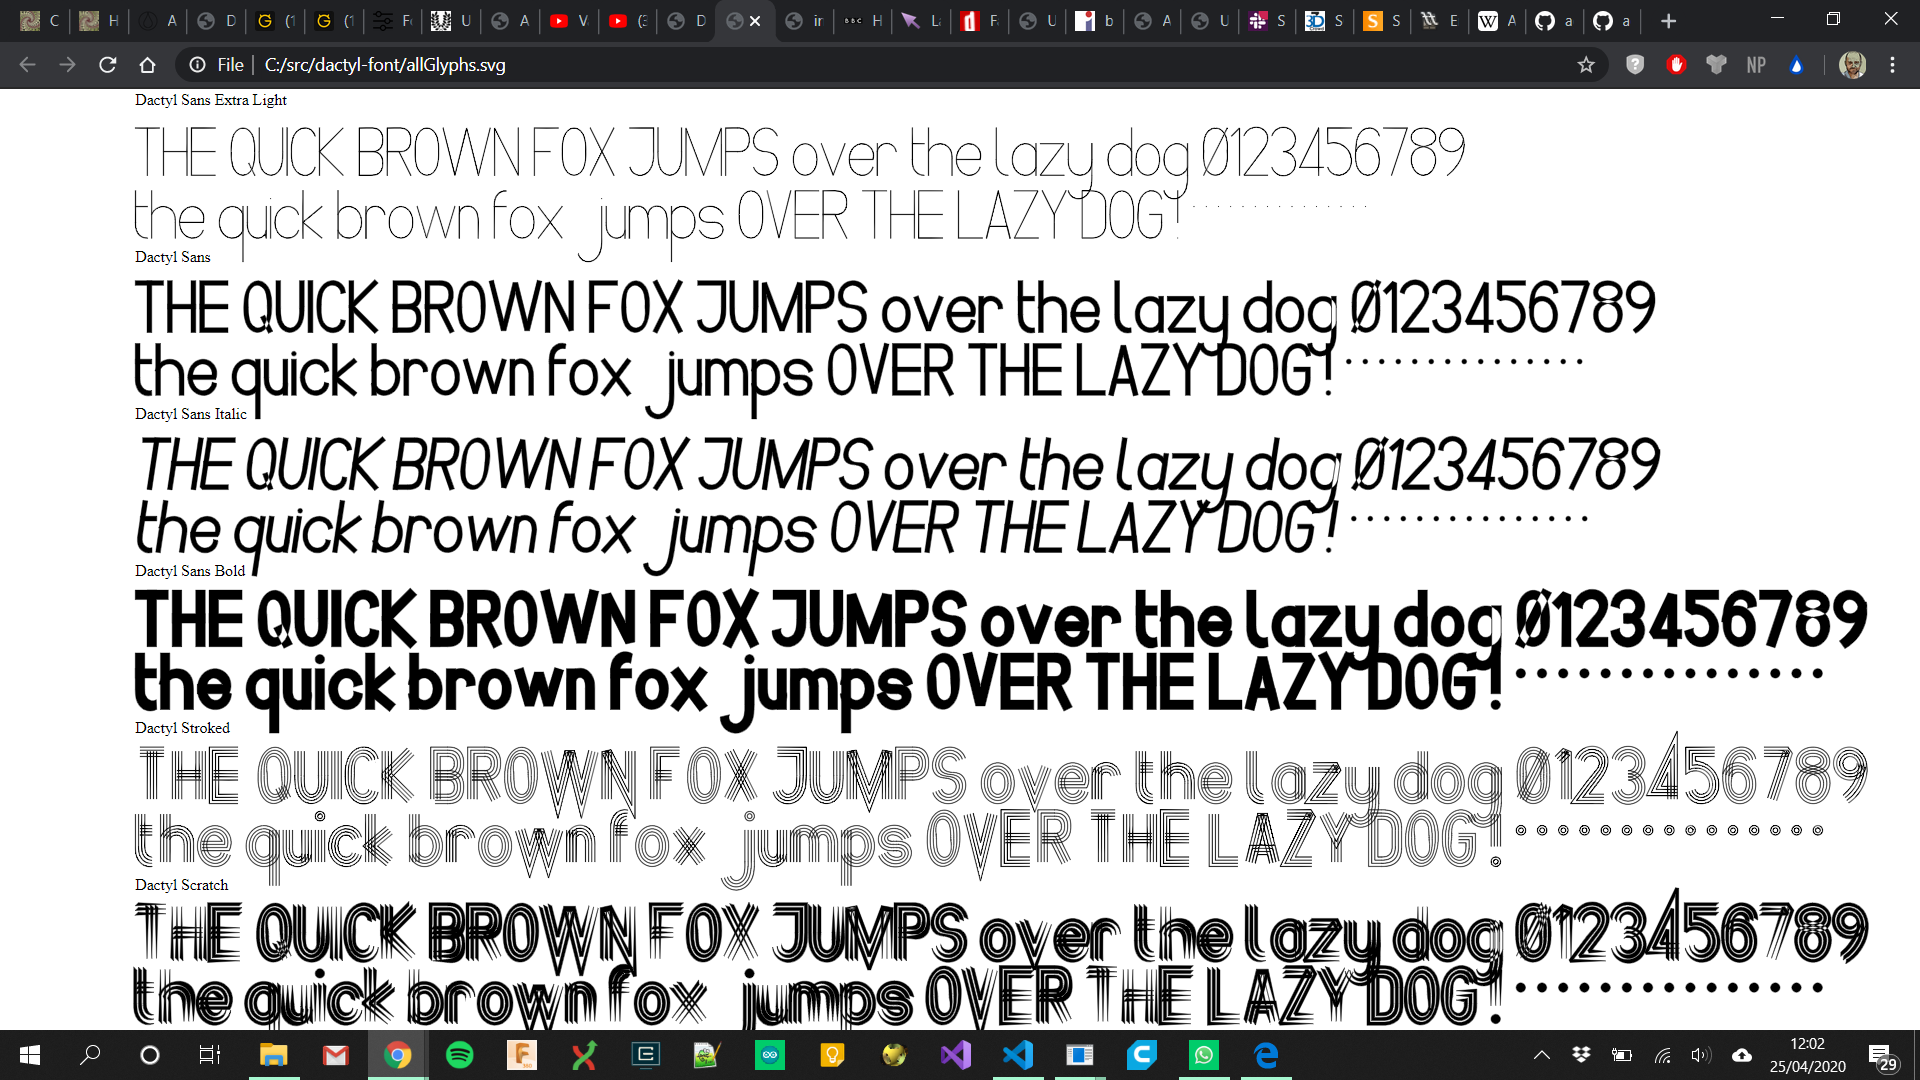 C
H
A
D
(1
(1
Fo
U
A
V
(3
D
ir
H
La
Fa
U
b
A
U
S
S
S
E
A
a
a
File C:/src/dactyl-font/allGlyphs.svg
NP
Dactyl Sans Extra Light
THE QUICK BROWN FOX JUMPS over the lazy dog 0123456789
the quick brown fox jumps OVER THE LAZY DOG! ...............
Dactyl Sans
THE QUICK BROWN FOX JUMPS over the lazy dog 0123456789
the quick brown fox jumps OVER THE LAZY DOG! ...............
Dactyl Sans Italic
THE QUICK BROWN FOX JUMPS over the lazy dog 0123456789
the quick brown fox jumps OVER THE LAZY DOG! ...............
Dactyl Sans Bold
THE QUICK BROWN FOX JUMPS over the lazy dog 0123456789
the quick brown fox jumps OVER THE LAZY DOG! ...............
Dactyl Stroked
THE QUICK BROWN FOX JUMPS over the lazy dog 0123456789
the quick brown fox jumps OVER THE LAZY DOG! ...............
Dactyl Scratch
THE QUICK BROWN FOX JUMPS over the lazy dog 0123456789
the quick brown fox jumps OVER THE LAZY DOG! ...............
12:02
25/04/2020
29